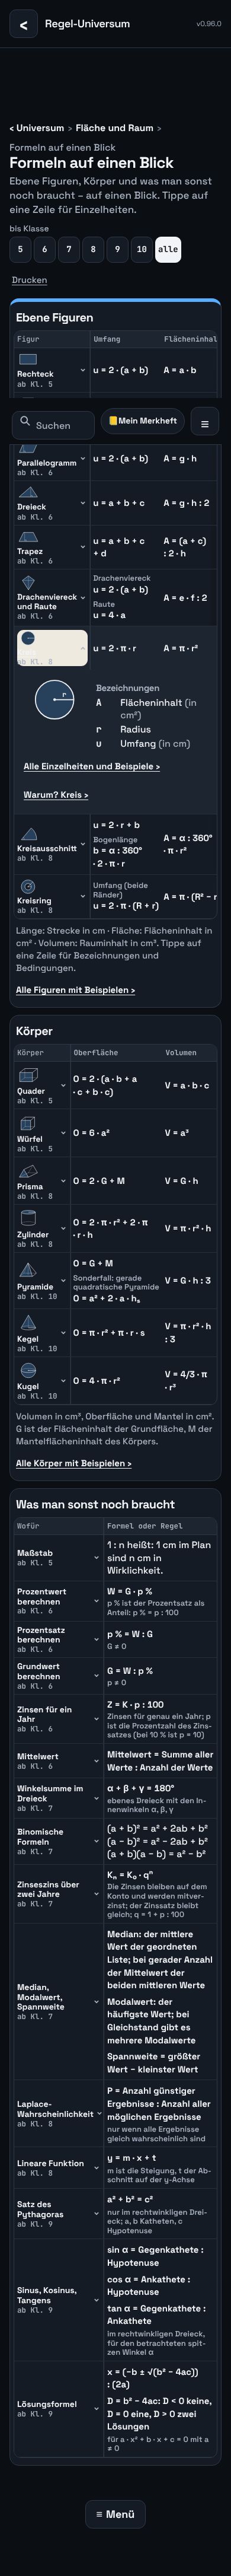 Regel-Universum
v0.96.0
‹ Universum > Fläche und Raum >
Formeln auf einen Blick
Formeln auf einen Blick
Ebene Figuren, Körper und was man sonst
noch braucht – auf einen Blick. Tippe auf
eine Zeile für Einzelheiten.
bis Klasse
5 6 7 8 9 10 alle
Drucken
Ebene Figuren
Figur Umfang Flächeninhal
Rechteck
ab Kl. 5
u = 2 · (a + b)
A = a · b
Suchen
📒Mein Merkheft
≡
Parallelogramm
ab Kl. 6
u = 2 · (a + b)
A = g · h
Dreieck
ab Kl. 6
u = a + b + c
A = g · h : 2
Trapez
ab Kl. 6
u = a + b + c
+ d
A = (a + c)
: 2 · h
Drachenviereck
und Raute
ab Kl. 6
Drachenviereck
u = 2 · (a + b)
Raute
u = 4 · a
A = e · f : 2
ab Kl. 8
u = 2 · π · r
A = π · r²
r
Bezeichnungen
A Flächeninhalt (in
cm²)
r Radius
u Umfang (in cm)
Alle Einzelheiten und Beispiele >
Warum? Kreis >
Kreisausschnitt
ab Kl. 8
u = 2 · r + b
Bogenlänge
b = α : 360°
· 2 · π · r
A = α : 360°
· π · r²
Kreisring
ab Kl. 8
Umfang (beide
Ränder)
u = 2 · π · (R + r)
A = π · (R² − r
Länge: Strecke in cm · Fläche: Flächeninhalt in
cm² · Volumen: Rauminhalt in cm³. Tippe auf
eine Zeile für Bezeichnungen und
Bedingungen.
Alle Figuren mit Beispielen >
Körper
Körper Oberfläche Volumen
Quader
ab Kl. 5
O = 2 · (a · b + a
· c + b · c)
V = a · b · c
Würfel
ab Kl. 5
O = 6 · a²
V = a³
Prisma
ab Kl. 8
O = 2 · G + M
V = G · h
Zylinder
ab Kl. 8
O = 2 · π · r² + 2 · π
· r · h
V = π · r² · h
Pyramide
ab Kl. 10
O = G + M
Sonderfall: gerade
quadratische Pyramide
O = a² + 2 · a · hₛ
V = G · h : 3
Kegel
ab Kl. 10
O = π · r² + π · r · s
V = π · r² · h
: 3
Kugel
ab Kl. 10
O = 4 · π · r²
V = 4/3 · π
· r³
Volumen in cm³, Oberfläche und Mantel in cm².
G ist der Flächeninhalt der Grundfläche, M der
Mantelflächeninhalt des Körpers.
Alle Körper mit Beispielen >
Was man sonst noch braucht
Wofür Formel oder Regel
Maßstab
ab Kl. 5
1 : n heißt: 1 cm im Plan
sind n cm in
Wirklichkeit.
Prozentwert
berechnen
ab Kl. 6
W = G · p %
p % ist der Prozentsatz als
Anteil: p % = p : 100
Prozentsatz
berechnen
ab Kl. 6
p % = W : G
G ≠ 0
Grundwert
berechnen
ab Kl. 6
G = W : p %
p ≠ 0
Zinsen für ein
Jahr
ab Kl. 6
Z = K · p : 100
Zinsen für genau ein Jahr; p
ist die Prozentzahl des Zins-
satzes (bei 10 % ist p = 10)
Mittelwert
ab Kl. 6
Mittelwert = Summe aller
Werte : Anzahl der Werte
Winkelsumme im
Dreieck
ab Kl. 7
α + β + γ = 180°
ebenes Dreieck mit den In-
nenwinkeln α, β, γ
Binomische
Formeln
ab Kl. 7
(a + b)² = a² + 2ab + b²
(a − b)² = a² − 2ab + b²
(a + b)(a − b) = a² − b²
Zinseszins über
zwei Jahre
ab Kl. 7
Kₙ = K₀ · qⁿ
Die Zinsen bleiben auf dem
Konto und werden mitver-
zinst; der Zinssatz bleibt
gleich; q = 1 + p : 100
Median,
Modalwert,
Spannweite
ab Kl. 7
Median: der mittlere
Wert der geordneten
Liste; bei gerader Anzahl
der Mittelwert der
beiden mittleren Werte
Modalwert: der
häufigste Wert; bei
Gleichstand gibt es
mehrere Modalwerte
Spannweite = größter
Wert − kleinster Wert
Laplace-
Wahrscheinlichkeit
ab Kl. 8
P = Anzahl günstiger
Ergebnisse : Anzahl aller
möglichen Ergebnisse
nur wenn alle Ergebnisse
gleich wahrscheinlich sind
Lineare Funktion
ab Kl. 8
y = m · x + t
m ist die Steigung, t der Ab-
schnitt auf der y-Achse
Satz des
Pythagoras
ab Kl. 9
a² + b² = c²
nur im rechtwinkligen Drei-
eck; a, b Katheten, c
Hypotenuse
Sinus, Kosinus,
Tangens
ab Kl. 9
sin α = Gegenkathete :
Hypotenuse
cos α = Ankathete :
Hypotenuse
tan α = Gegenkathete :
Ankathete
im rechtwinkligen Dreieck,
für den betrachteten spit-
zen Winkel α
Lösungsformel
ab Kl. 9
x = (−b ± √(b² − 4ac))
: (2a)
D = b² − 4ac: D < 0 keine,
D = 0 eine, D > 0 zwei
Lösungen
für a · x² + b · x + c = 0 mit a
≠ 0
≡ Menü